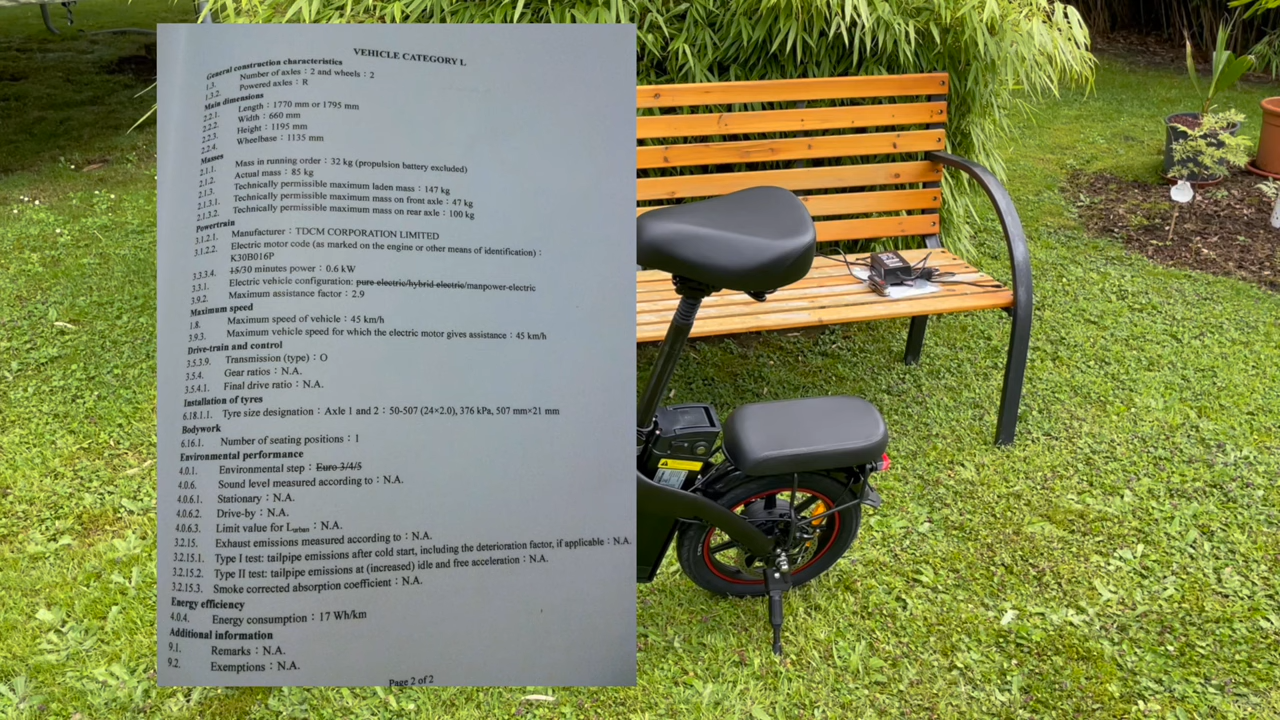 VEHICLE CATEGORY L
General construction characteristics
1.3. Number of axles : 2 and wheels : 2
1.3.2. Powered axles : R
Main dimensions
2.2.1. Length : 1770 mm or 1795 mm
2.2.2. Width : 660 mm
2.2.3. Height : 1195 mm
2.2.4. Wheelbase : 1135 mm
Masses
2.1.1. Mass in running order : 32 kg (propulsion battery excluded)
2.1.2. Actual mass : 85 kg
2.1.3. Technically permissible maximum laden mass : 147 kg
2.1.3.1. Technically permissible maximum mass on front axle : 47 kg
2.1.3.2. Technically permissible maximum mass on rear axle : 100 kg
Powertrain
3.1.2.1. Manufacturer : TDCM CORPORATION LIMITED
3.1.2.2. Electric motor code (as marked on the engine or other means of identification) :
K30B016P
3.3.3.4. 15/30 minutes power : 0.6 kW
3.3.1. Electric vehicle configuration: pure electric/hybrid electric/manpower-electric
3.9.2. Maximum assistance factor : 2.9
Maximum speed
1.8. Maximum speed of vehicle : 45 km/h
3.9.3. Maximum vehicle speed for which the electric motor gives assistance : 45 km/h
Drive-train and control
3.5.3.9. Transmission (type) : O
3.5.4. Gear ratios : N.A.
3.5.4.1. Final drive ratio : N.A.
Installation of tyres
6.18.1.1. Tyre size designation : Axle 1 and 2 : 50-507 (24×2.0), 376 kPa, 507 mm×21 mm
Bodywork
6.16.1. Number of seating positions : 1
Environmental performance
4.0.1. Environmental step : Euro 3/4/5
4.0.6. Sound level measured according to : N.A.
4.0.6.1. Stationary : N.A.
4.0.6.2. Drive-by : N.A.
4.0.6.3. Limit value for Lurban : N.A.
3.2.15. Exhaust emissions measured according to : N.A.
3.2.15.1. Type I test: tailpipe emissions after cold start, including the deterioration factor, if applicable : N.A.
3.2.15.2. Type II test: tailpipe emissions at (increased) idle and free acceleration : N.A.
3.2.15.3. Smoke corrected absorption coefficient : N.A.
Energy efficiency
4.0.4. Energy consumption : 17 Wh/km
Additional information
9.1. Remarks : N.A.
9.2. Exemptions : N.A.
Page 2 of 2